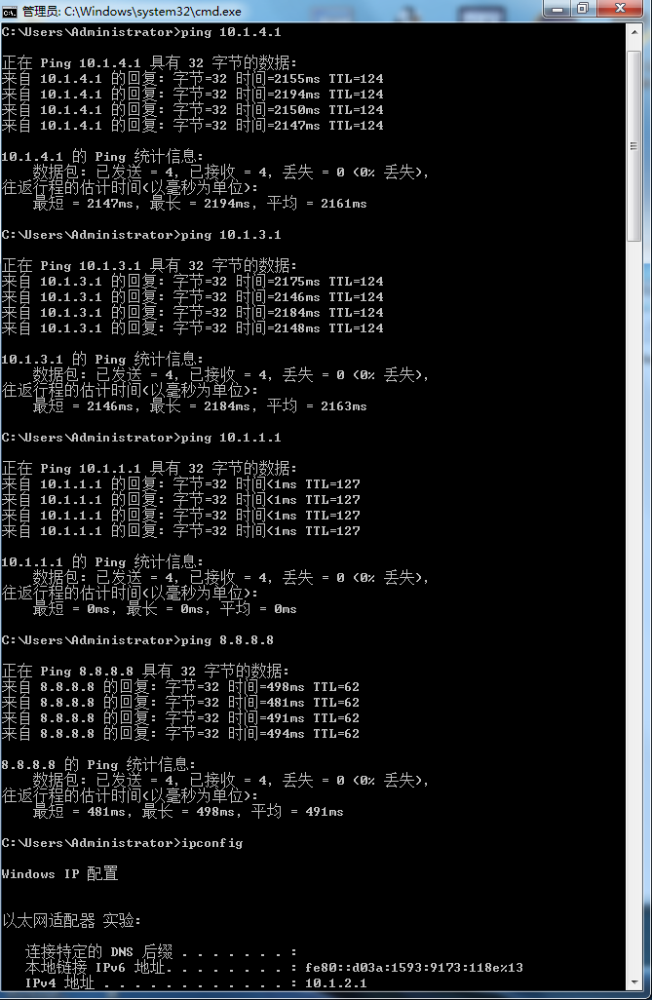 管理员: C:\Windows\system32\cmd.exe
C:\Users\Administrator>ping 10.1.4.1
正在 Ping 10.1.4.1 具有 32 字节的数据:
来自 10.1.4.1 的回复: 字节=32 时间=2155ms TTL=124
来自 10.1.4.1 的回复: 字节=32 时间=2194ms TTL=124
来自 10.1.4.1 的回复: 字节=32 时间=2150ms TTL=124
来自 10.1.4.1 的回复: 字节=32 时间=2147ms TTL=124
10.1.4.1 的 Ping 统计信息:
数据包: 已发送 = 4, 已接收 = 4, 丢失 = 0 (0% 丢失),
往返行程的估计时间(以毫秒为单位):
最短 = 2147ms, 最长 = 2194ms, 平均 = 2161ms
C:\Users\Administrator>ping 10.1.3.1
正在 Ping 10.1.3.1 具有 32 字节的数据:
来自 10.1.3.1 的回复: 字节=32 时间=2175ms TTL=124
来自 10.1.3.1 的回复: 字节=32 时间=2146ms TTL=124
来自 10.1.3.1 的回复: 字节=32 时间=2184ms TTL=124
来自 10.1.3.1 的回复: 字节=32 时间=2148ms TTL=124
10.1.3.1 的 Ping 统计信息:
数据包: 已发送 = 4, 已接收 = 4, 丢失 = 0 (0% 丢失),
往返行程的估计时间(以毫秒为单位):
最短 = 2146ms, 最长 = 2184ms, 平均 = 2163ms
C:\Users\Administrator>ping 10.1.1.1
正在 Ping 10.1.1.1 具有 32 字节的数据:
来自 10.1.1.1 的回复: 字节=32 时间<1ms TTL=127
来自 10.1.1.1 的回复: 字节=32 时间<1ms TTL=127
来自 10.1.1.1 的回复: 字节=32 时间<1ms TTL=127
来自 10.1.1.1 的回复: 字节=32 时间<1ms TTL=127
10.1.1.1 的 Ping 统计信息:
数据包: 已发送 = 4, 已接收 = 4, 丢失 = 0 (0% 丢失),
往返行程的估计时间(以毫秒为单位):
最短 = 0ms, 最长 = 0ms, 平均 = 0ms
C:\Users\Administrator>ping 8.8.8.8
正在 Ping 8.8.8.8 具有 32 字节的数据:
来自 8.8.8.8 的回复: 字节=32 时间=498ms TTL=62
来自 8.8.8.8 的回复: 字节=32 时间=481ms TTL=62
来自 8.8.8.8 的回复: 字节=32 时间=491ms TTL=62
来自 8.8.8.8 的回复: 字节=32 时间=494ms TTL=62
8.8.8.8 的 Ping 统计信息:
数据包: 已发送 = 4, 已接收 = 4, 丢失 = 0 (0% 丢失),
往返行程的估计时间(以毫秒为单位):
最短 = 481ms, 最长 = 498ms, 平均 = 491ms
C:\Users\Administrator>ipconfig
Windows IP 配置
以太网适配器 实验:
连接特定的 DNS 后缀 . . . . . . . :
本地链接 IPv6 地址. . . . . . . . : fe80::d03a:1593:9173:118e%13
IPv4 地址 . . . . . . . . . . . . : 10.1.2.1